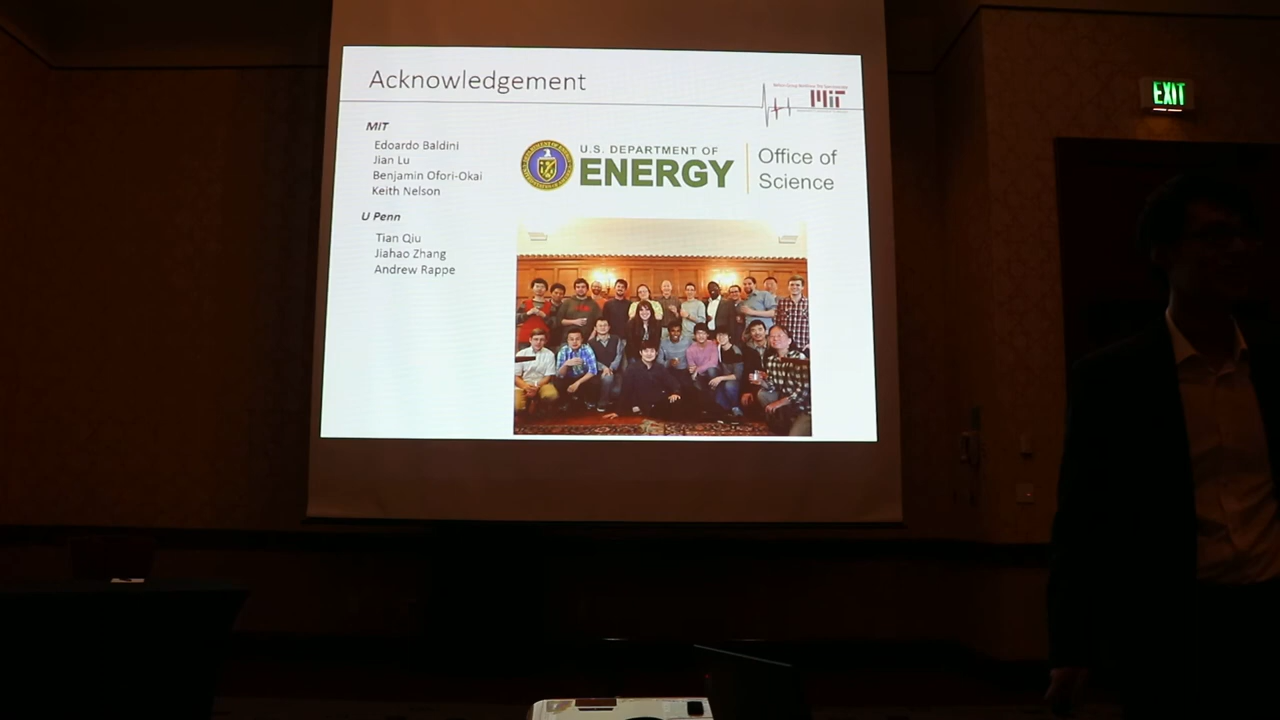 Acknowledgement
MIT
MIT
Edoardo Baldini
Jian Lu
Benjamin Ofori-Okai
Keith Nelson
U Penn
Tian Qiu
Jiahao Zhang
Andrew Rappe
U.S. DEPARTMENT OF
ENERGY
Office of
Science
EXIT